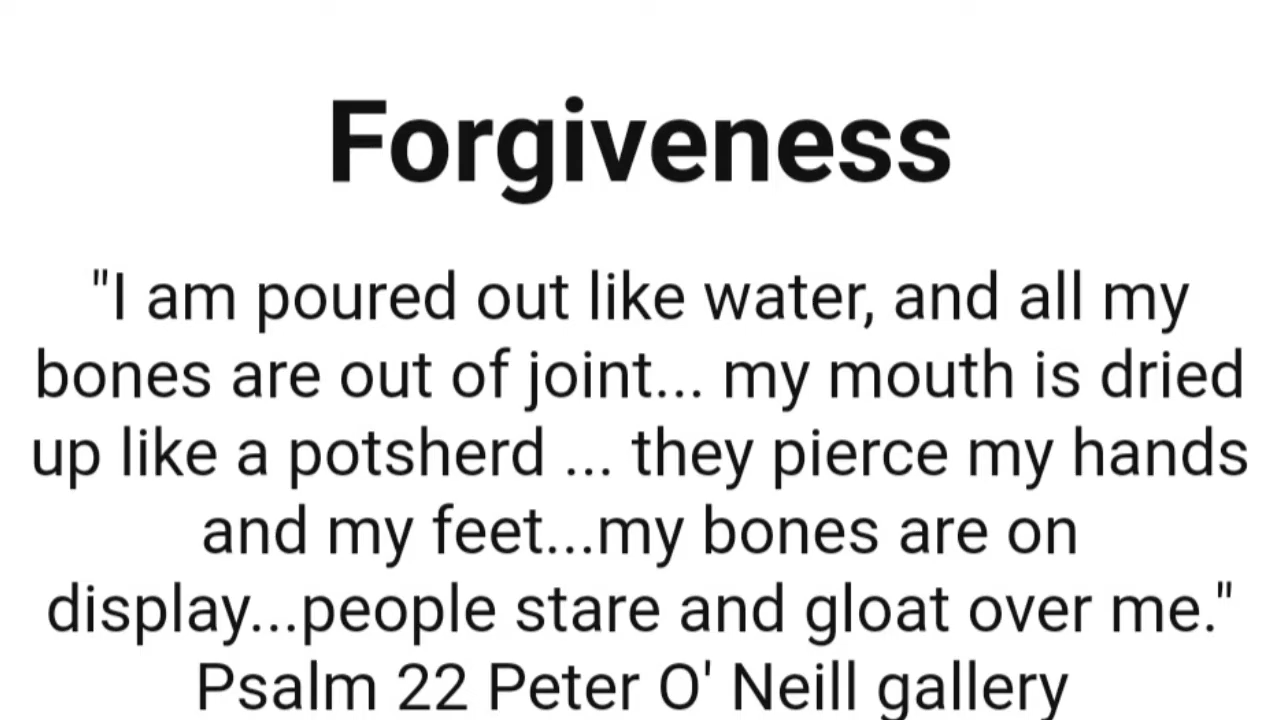 Forgiveness
"I am poured out like water, and all my
bones are out of joint... my mouth is dried
up like a potsherd ... they pierce my hands
and my feet...my bones are on
display...people stare and gloat over me."
Psalm 22 Peter O' Neill gallery